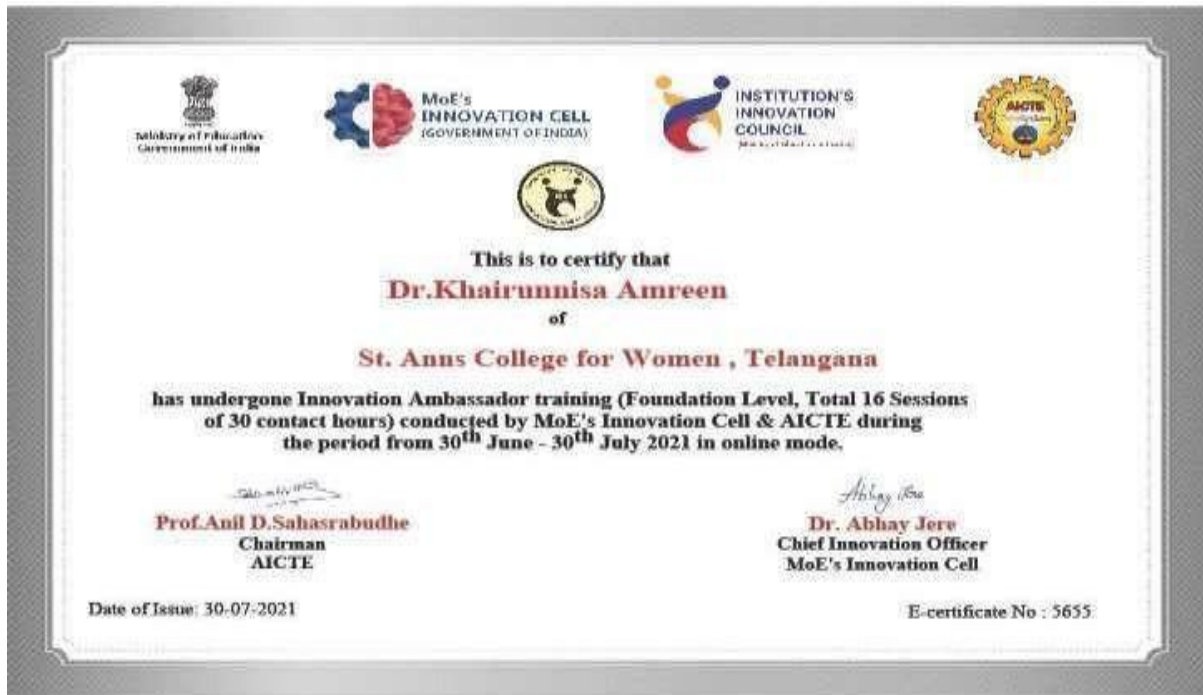 Ministry of Education
Government of India
MoE's
INNOVATION CELL
(GOVERNMENT OF INDIA)
INSTITUTION'S
INNOVATION
COUNCIL
AICTE
This is to certify that
Dr.Khairunnisa Amreen
of
St. Anns College for Women , Telangana
has undergone Innovation Ambassador training (Foundation Level, Total 16 Sessions
of 30 contact hours) conducted by MoE's Innovation Cell & AICTE during
the period from 30th June - 30th July 2021 in online mode.
Abhay Jere
Prof.Anil D.Sahasrabudhe
Chairman
AICTE
Dr. Abhay Jere
Chief Innovation Officer
MoE's Innovation Cell
Date of Issue: 30-07-2021
E-certificate No : 5655